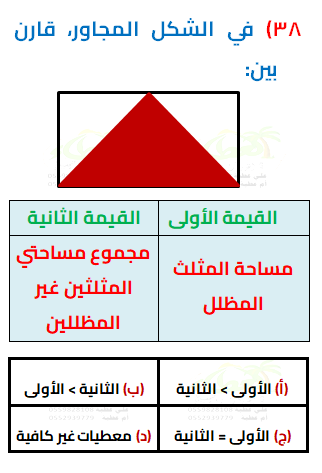 ٣٨) في الشكل المجاور، قارن
بين:
القيمة الأولى
القيمة الثانية
مساحة المثلث
المظلل
مجموع مساحتي
المثلثين غير
المظللين
(أ) الأولى > الثانية
(ب) الثانية > الأولى
(ج) الأولى = الثانية
(د) معطيات غير كافية